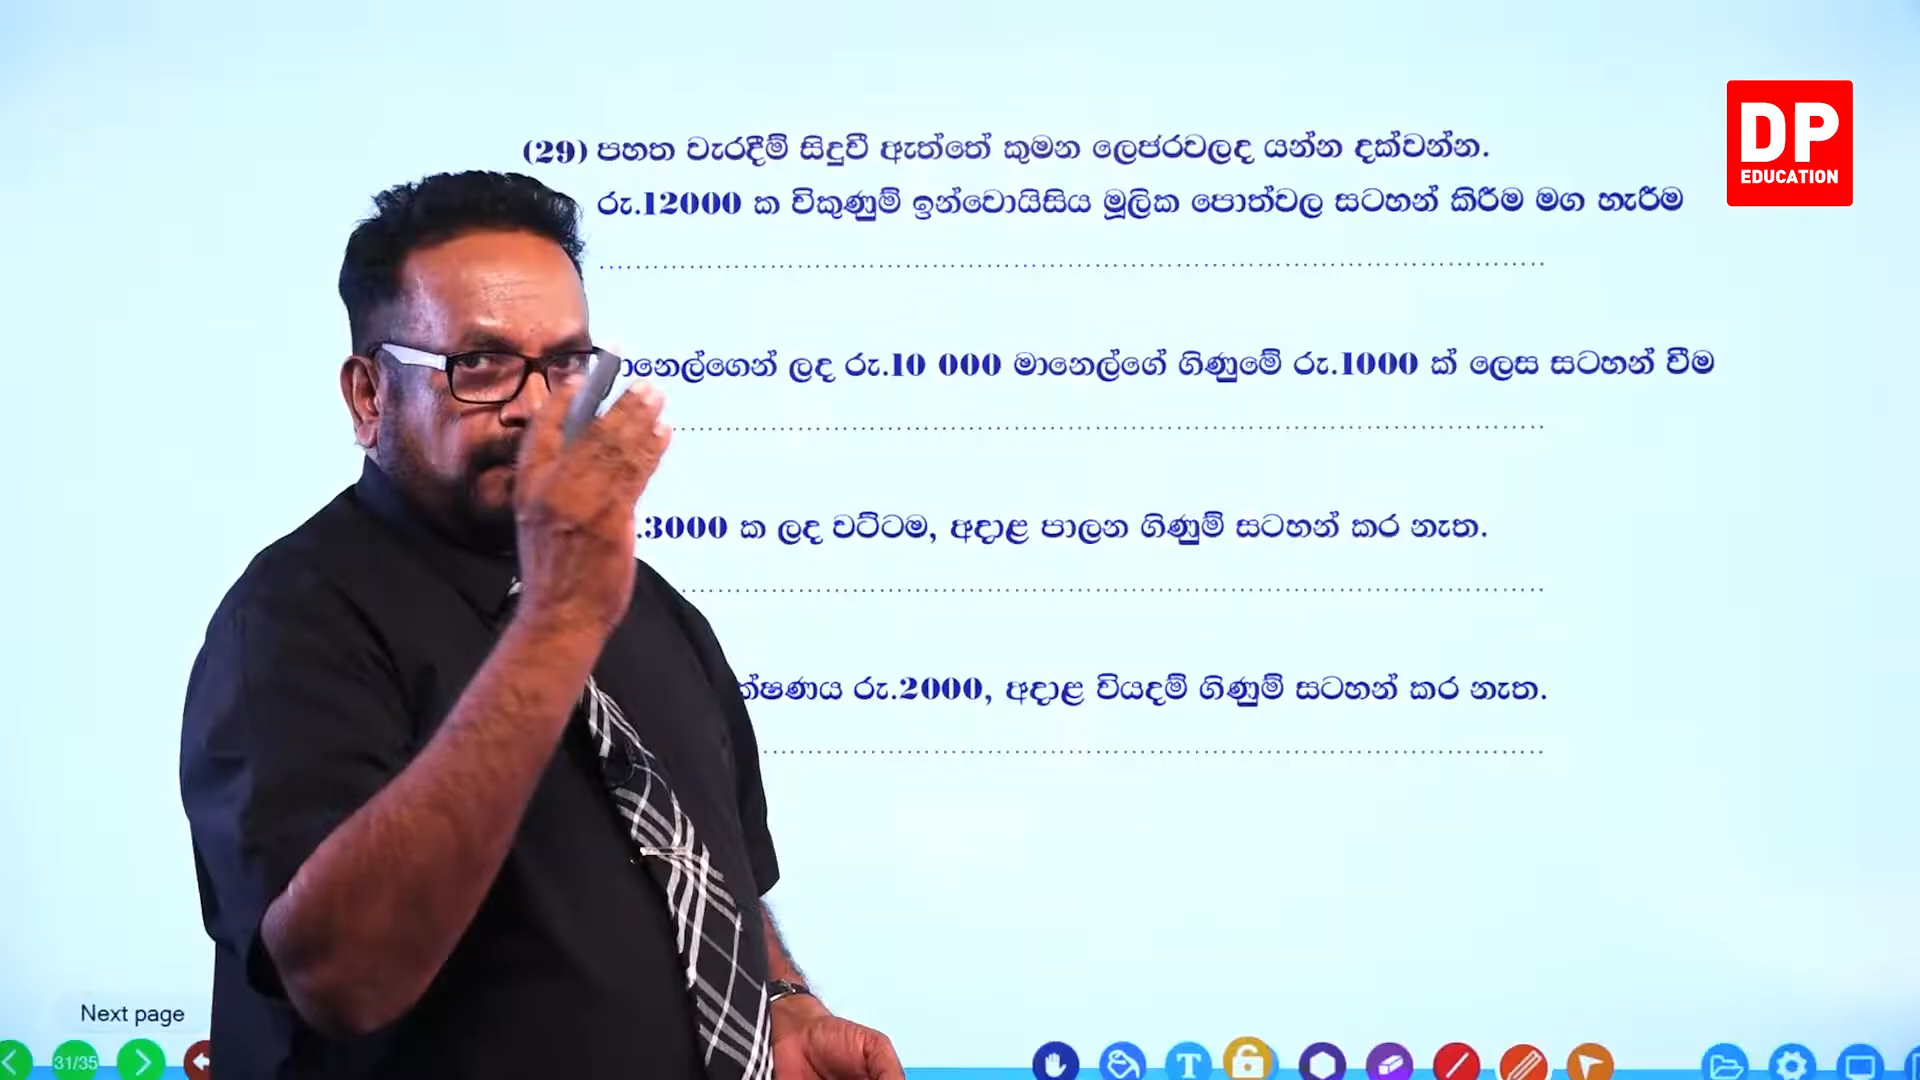 DP
EDUCATION
(29) පහත වැරදීම් සිදුවී ඇත්තේ කුමන ලෙජරවලද යන්න දක්වන්න.
රු.12000 ක විකුණුම් ඉන්වොයිසිය මූලික පොත්වල සටහන් කිරීම මග හැරීම
ලද රු.10 000 මානෙල්ගේ ගිණුමේ රු.1000 ක් ලෙස සටහන් වීම
.3000 ක ලද වට්ටම, අදාළ පාලන ගිණුම් සටහන් කර නැත.
රු.2000, අදාළ වියදම් ගිණුම් සටහන් කර නැත.
Next page
31/35
T